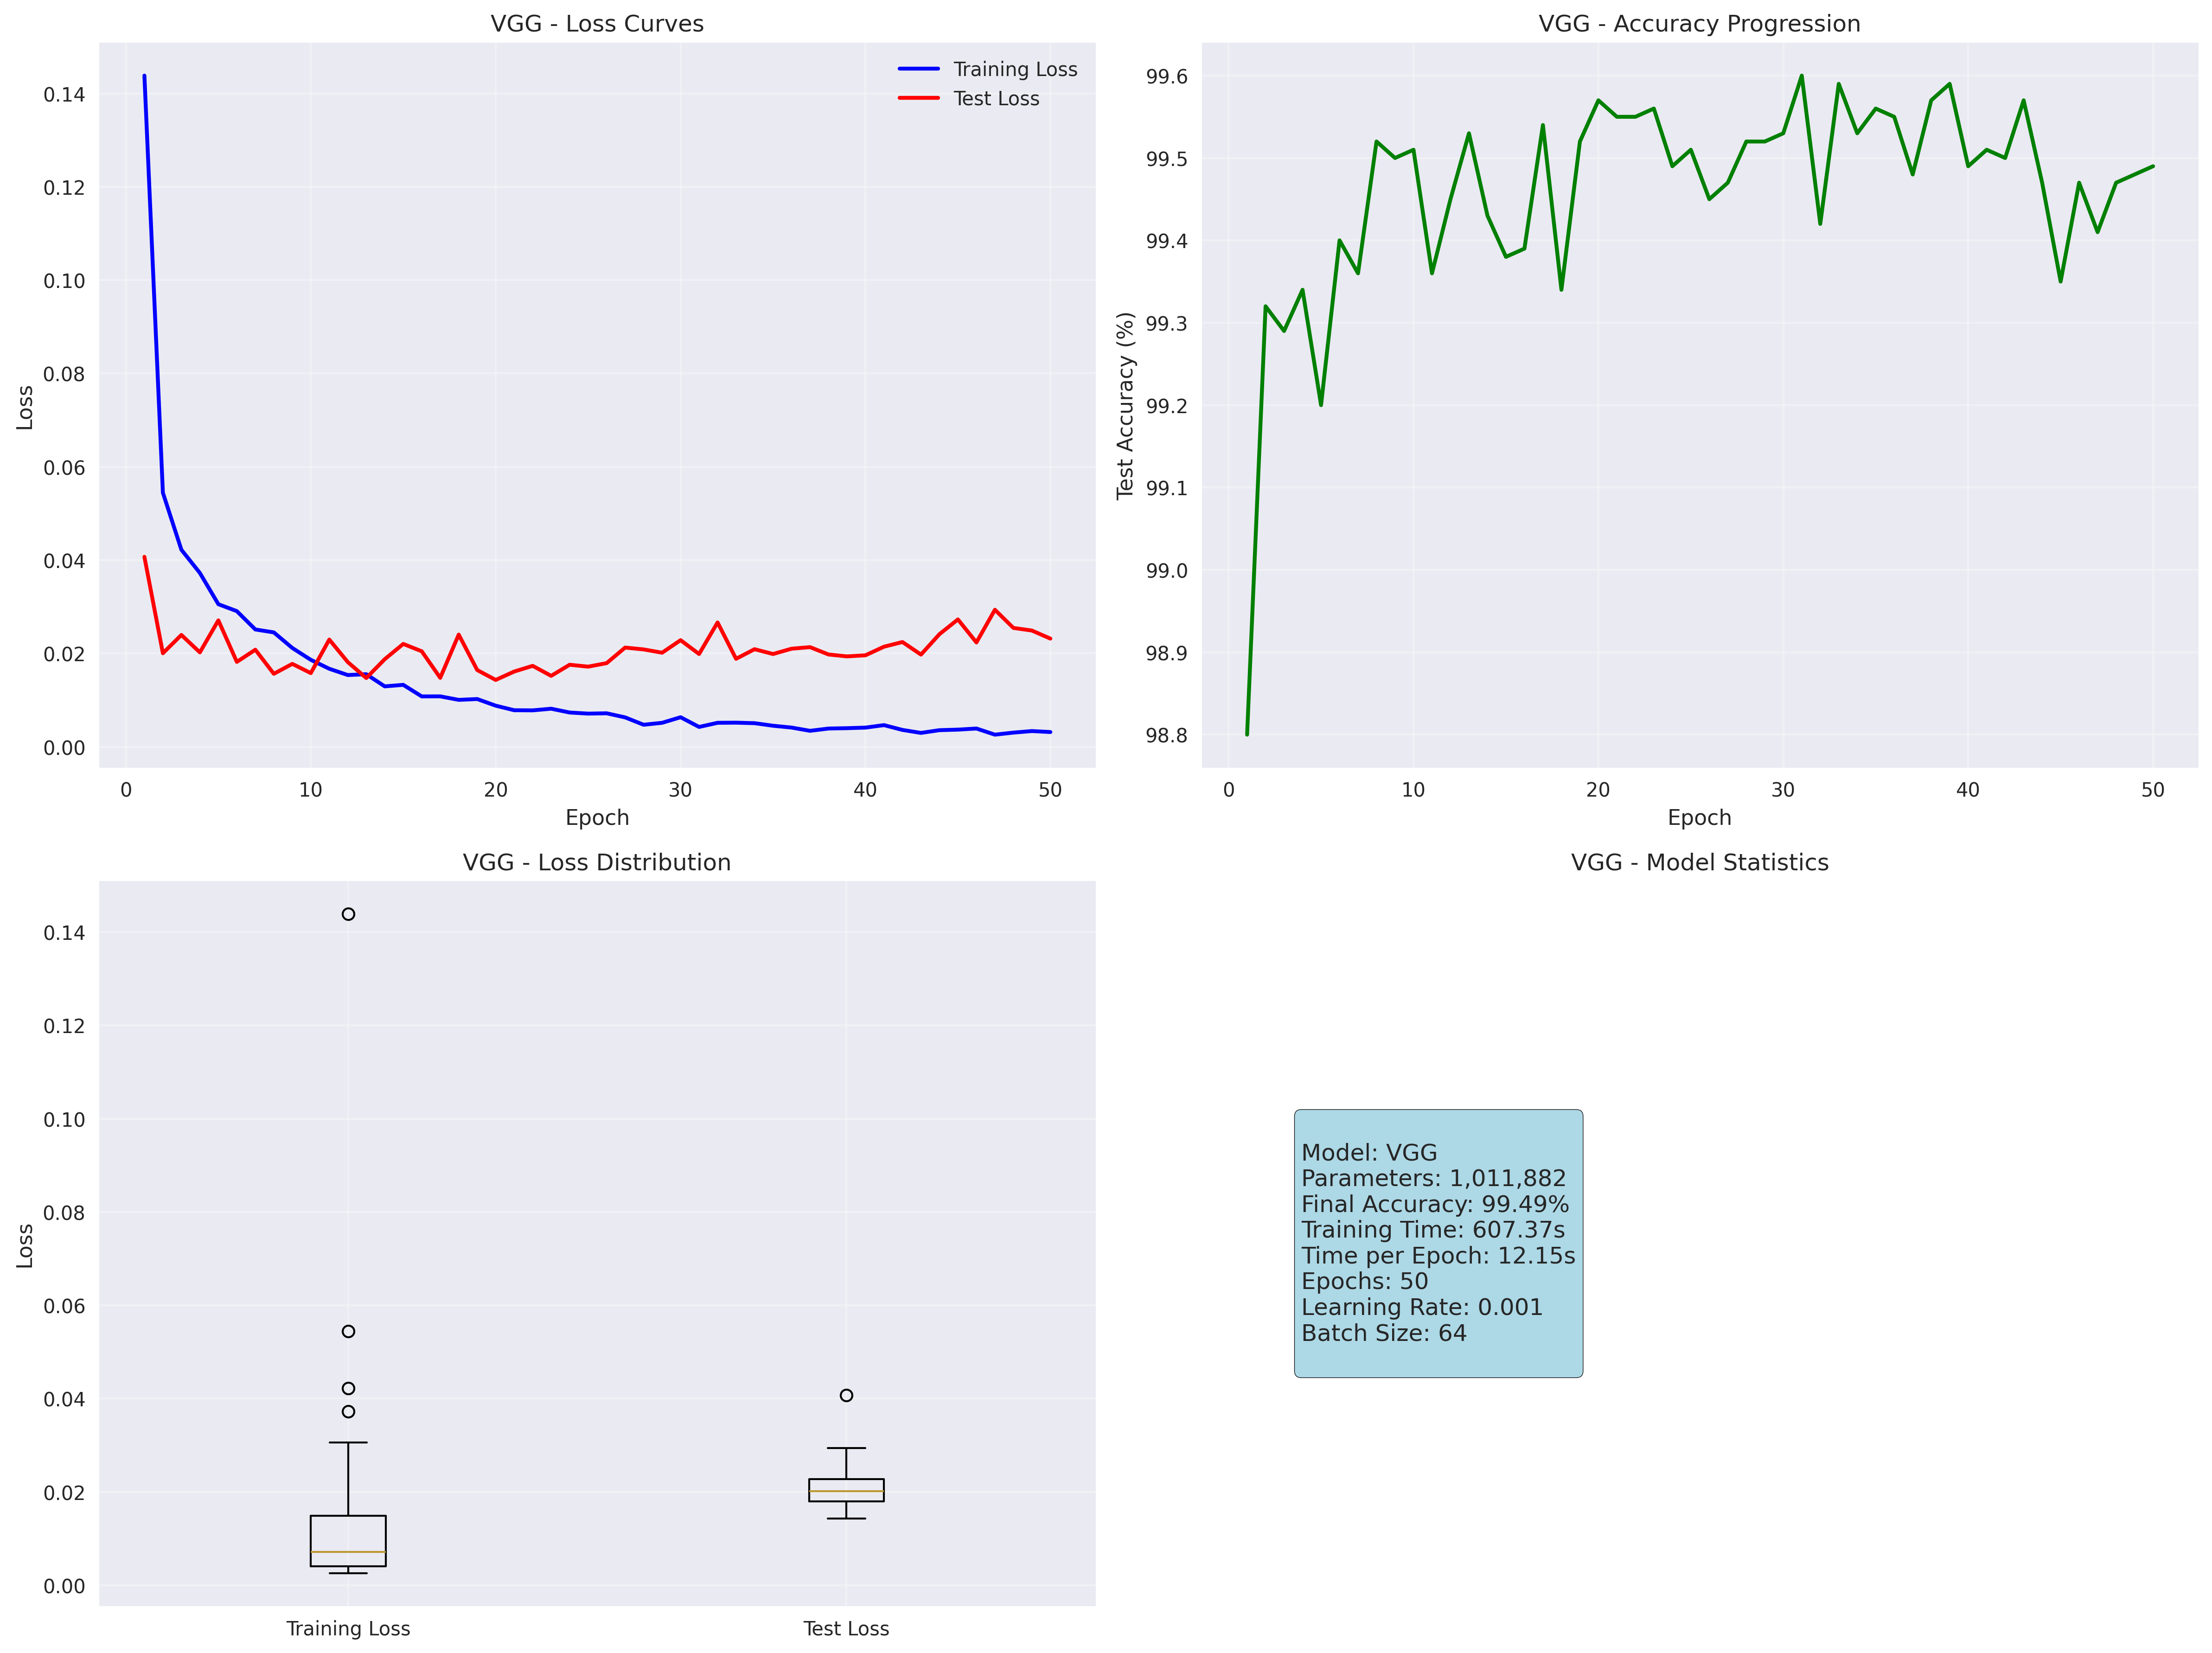 VGG - Loss Curves
Training Loss
Test Loss
0.14
0.12
0.10
0.08
0.06
0.04
0.02
0.00
Loss
0
10
20
30
40
50
Epoch
VGG - Accuracy Progression
99.6
99.5
99.4
99.3
99.2
99.1
99.0
98.9
98.8
Test Accuracy (%)
0
10
20
30
40
50
Epoch
VGG - Loss Distribution
0.14
0.12
0.10
0.08
0.06
0.04
0.02
0.00
Loss
Training Loss
Test Loss
VGG - Model Statistics
Model: VGG
Parameters: 1,011,882
Final Accuracy: 99.49%
Training Time: 607.37s
Time per Epoch: 12.15s
Epochs: 50
Learning Rate: 0.001
Batch Size: 64